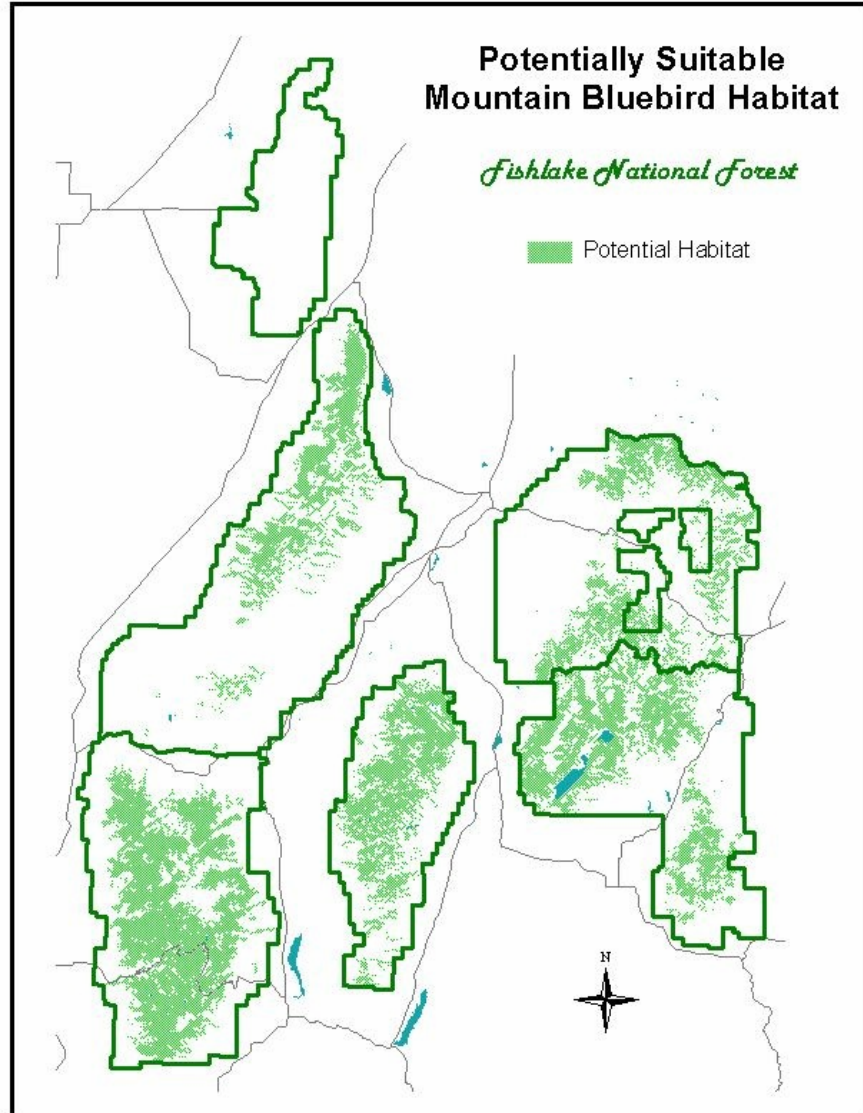 Potentially Suitable
Mountain Bluebird Habitat
Fishlake National Forest
Potential Habitat
N